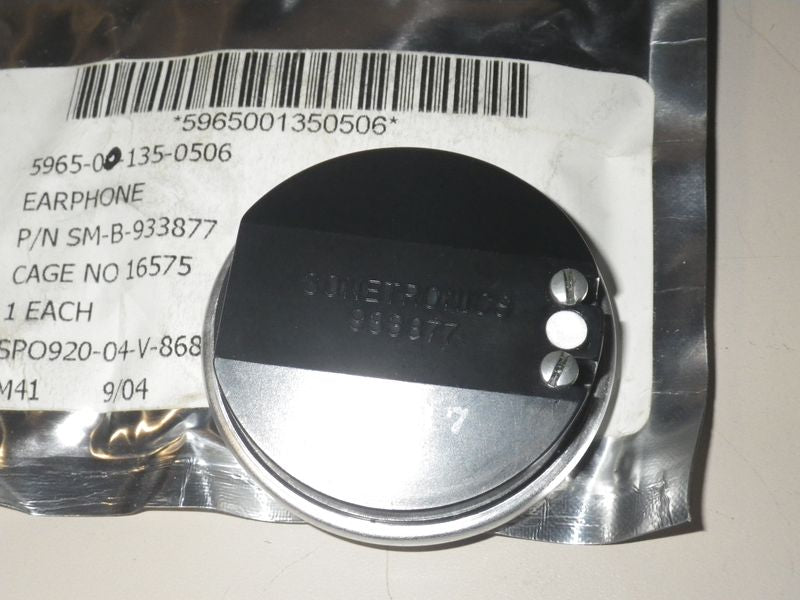 *5965001350506*
5965-00-135-0506
EARPHONE
P/N SM-B-933877
CAGE NO 16575
1 EACH
SPO920-04-V-868
M41 9/04
SONETRONICS
933877
7